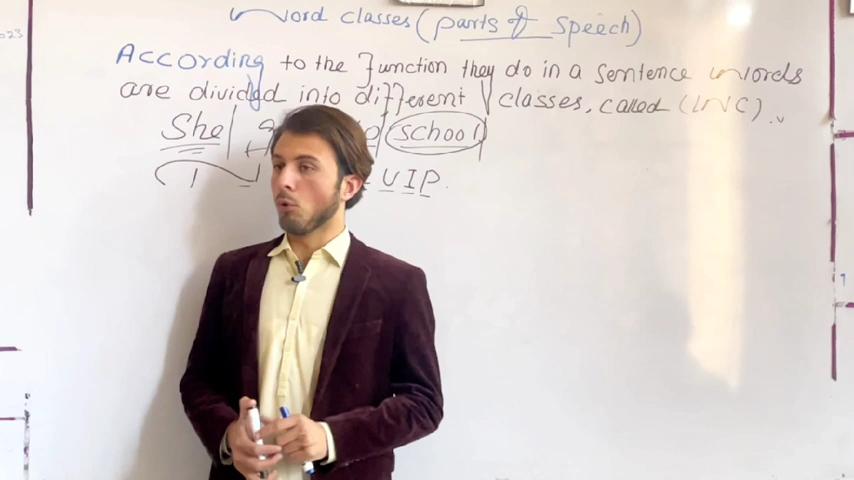 Word classes (parts of speech)
023
According to the function they do in a sentence words
are divided into different classes, called (WC).
She school
VIP.